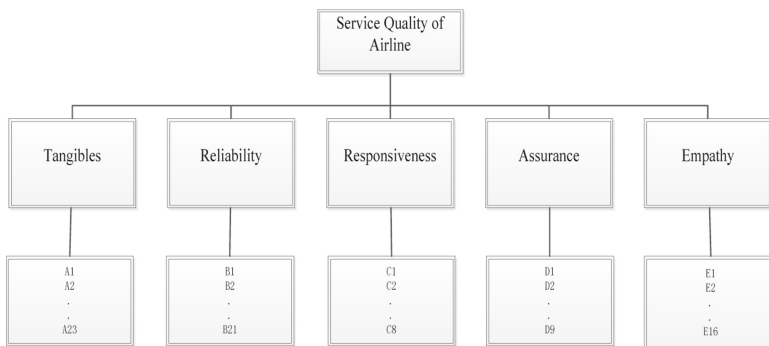 Service Quality of
Airline
Tangibles
Reliability
Responsiveness
Assurance
Empathy
A1
A2
.
.
A23
B1
B2
.
.
B21
C1
C2
.
.
C8
D1
D2
.
.
D9
E1
E2
.
.
E16